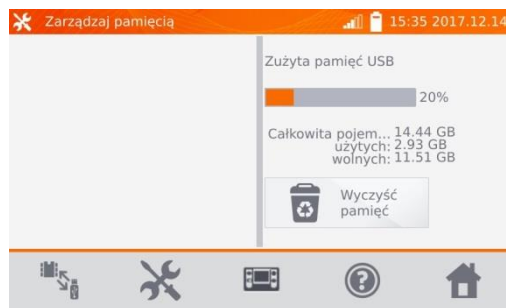 Zarządzaj pamięcią
15:35 2017.12.14
Zużyta pamięć USB
20%
Całkowita pojem... 14.44 GB
użytych: 2.93 GB
wolnych: 11.51 GB
Wyczyść
pamięć
?